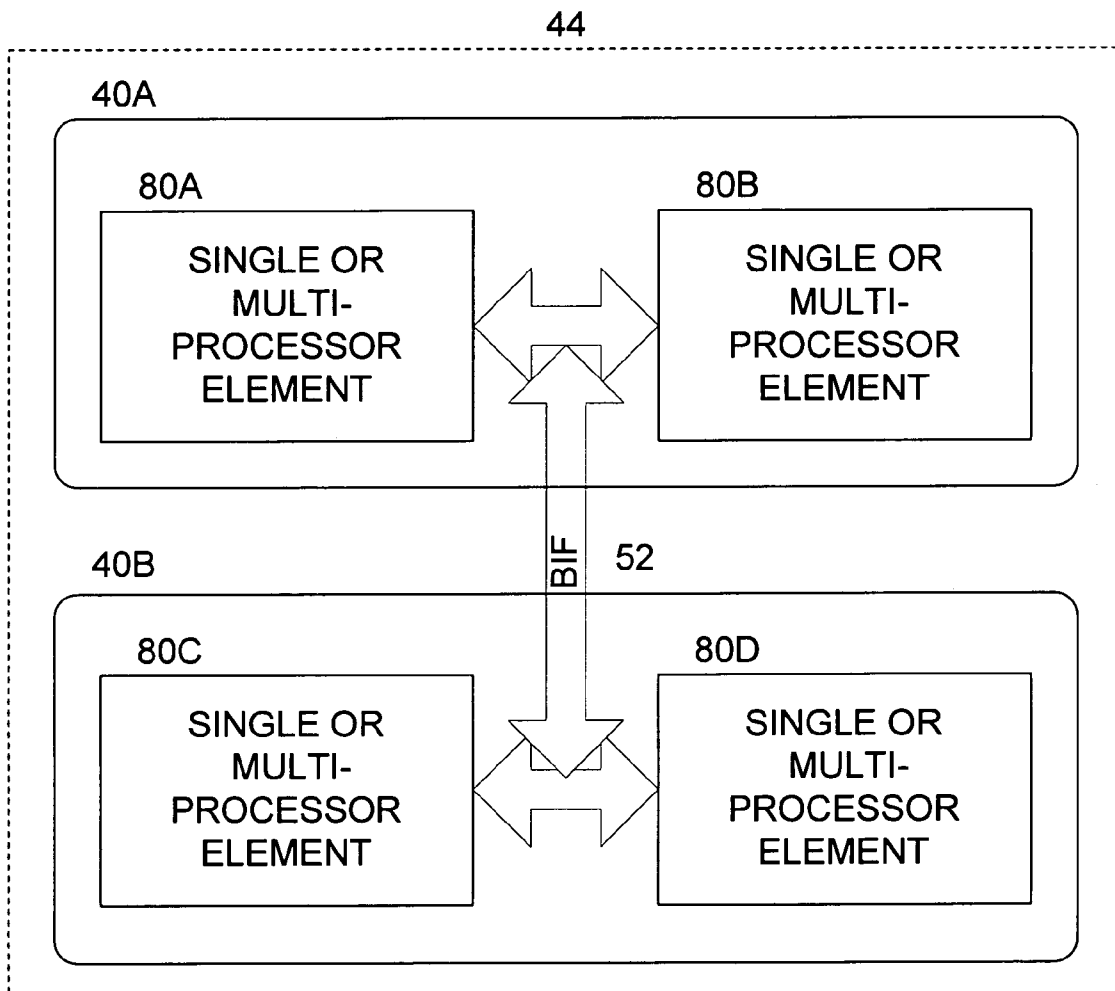 44
40A
80A
80B
SINGLE OR
MULTI-
PROCESSOR
ELEMENT
SINGLE OR
MULTI-
PROCESSOR
ELEMENT
BIF
52
40B
80C
80D
SINGLE OR
MULTI-
PROCESSOR
ELEMENT
SINGLE OR
MULTI-
PROCESSOR
ELEMENT